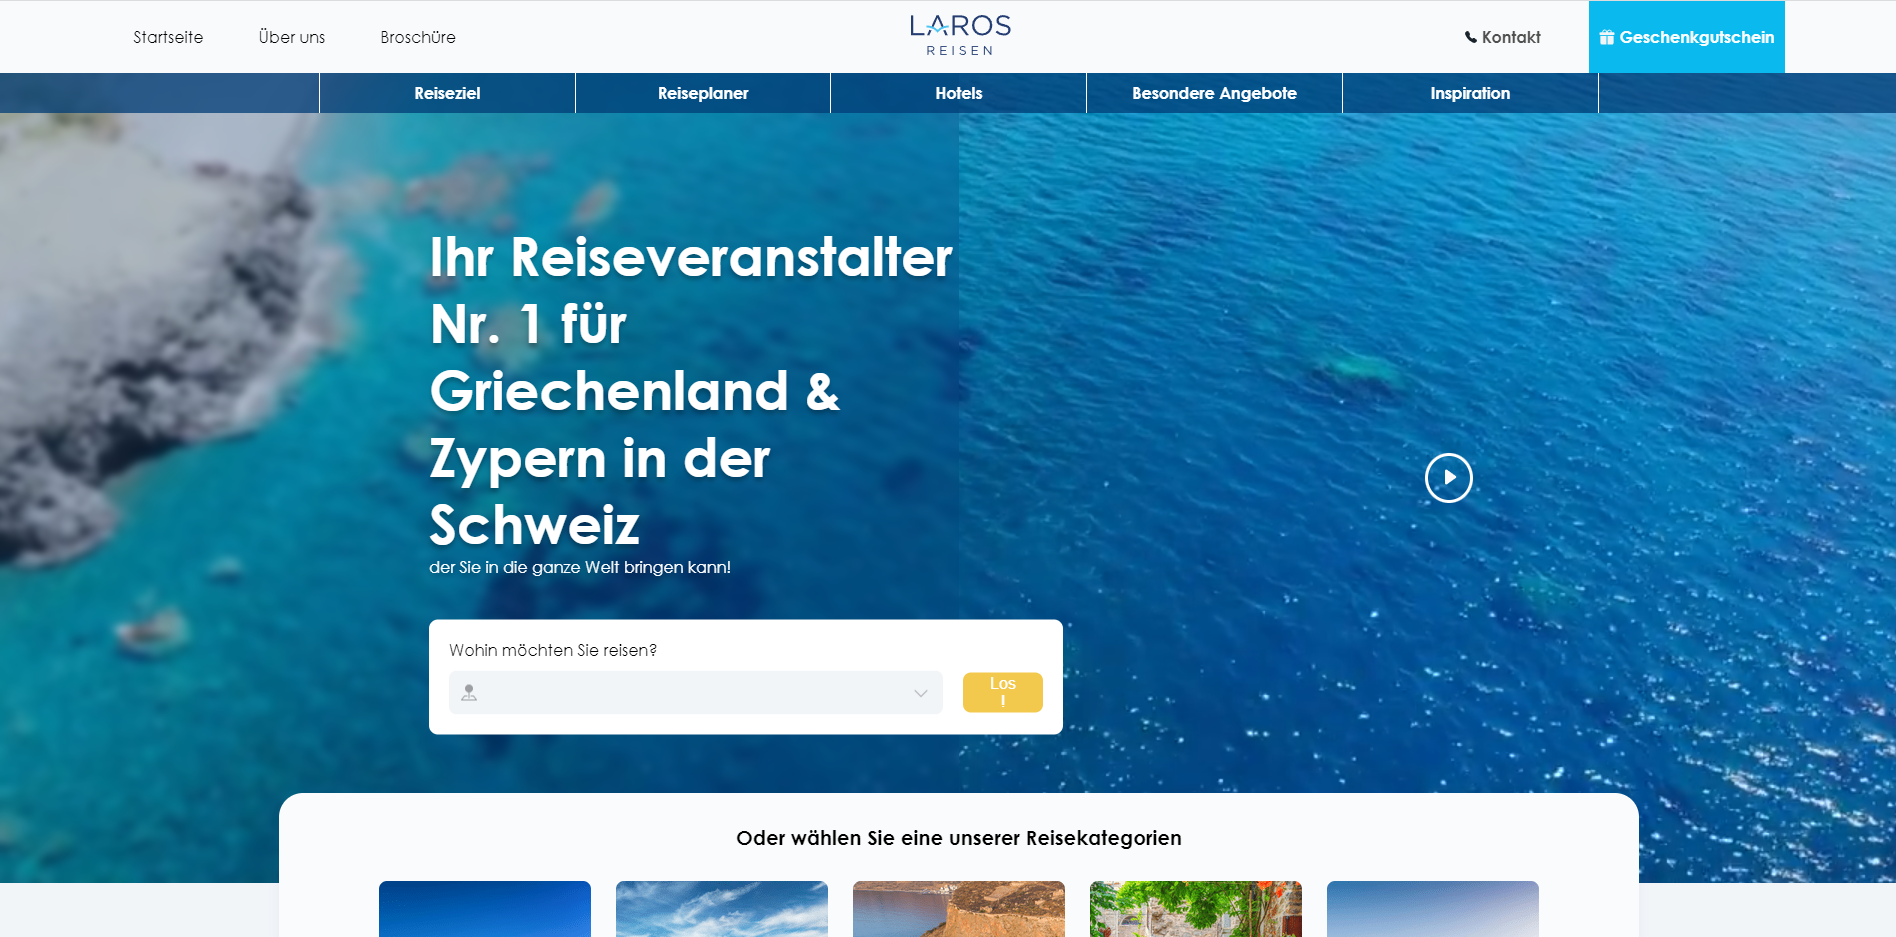 Startseite
Über uns
Broschüre
LAROS
REISEN
Kontakt
Geschenkgutschein
Reiseziel
Reiseplaner
Hotels
Besondere Angebote
Inspiration
Ihr Reiseveranstalter
Nr. 1 für
Griechenland &
Zypern in der
Schweiz
der Sie in die ganze Welt bringen kann!
Wohin möchten Sie reisen?
Los
!
Oder wählen Sie eine unserer Reisekategorien